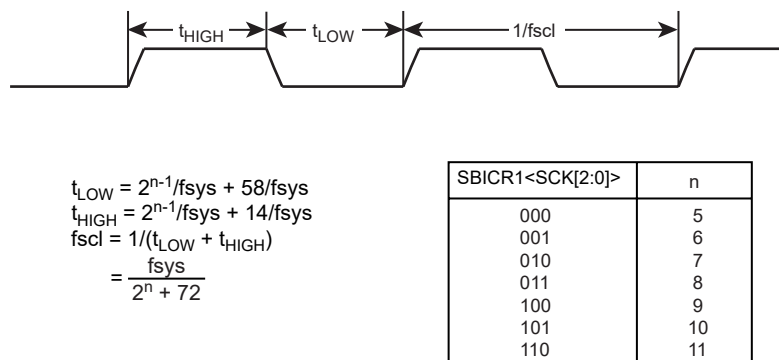 tHIGH tLOW 1/fscl
tLOW = 2n-1/fsys + 58/fsys
tHIGH = 2n-1/fsys + 14/fsys
fscl = 1/(tLOW + tHIGH)
= fsys
2n + 72
SBICR1<SCK[2:0]> n
000 5
001 6
010 7
011 8
100 9
101 10
110 11